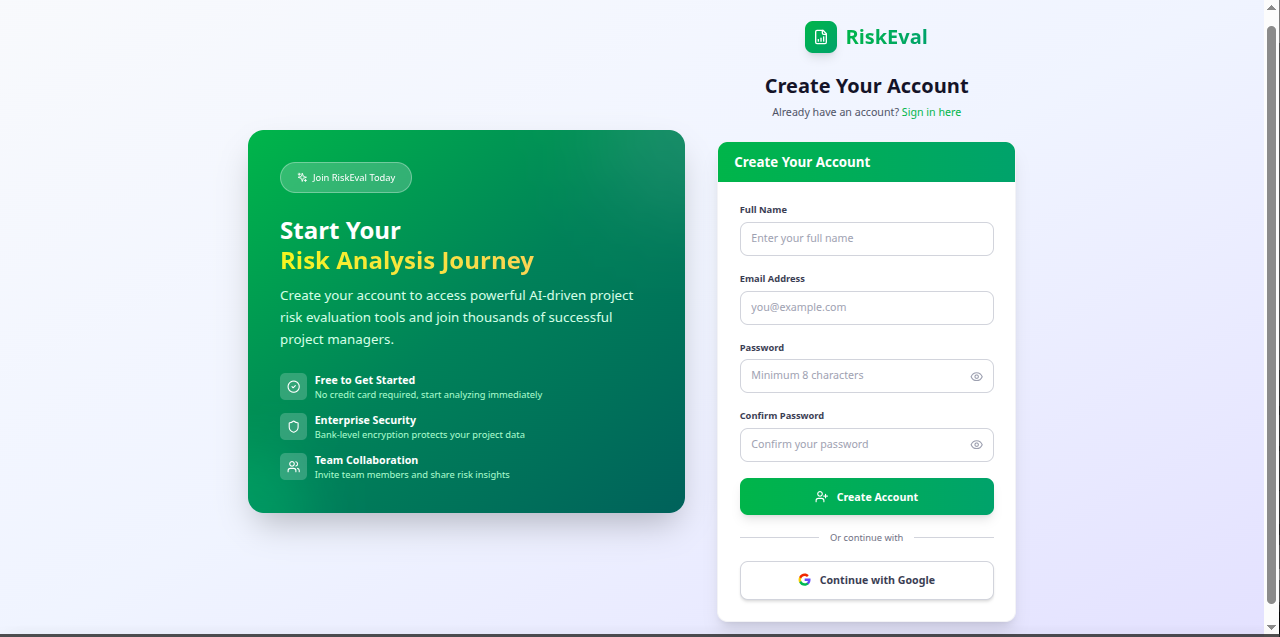 RiskEval
Create Your Account
Already have an account? Sign in here
Join RiskEval Today
Start Your
Risk Analysis Journey
Create your account to access powerful AI-driven project
risk evaluation tools and join thousands of successful
project managers.
Free to Get Started
No credit card required, start analyzing immediately
Enterprise Security
Bank-level encryption protects your project data
Team Collaboration
Invite team members and share risk insights
Create Your Account
Full Name
Enter your full name
Email Address
you@example.com
Password
Minimum 8 characters
Confirm Password
Confirm your password
Create Account
Or continue with
Continue with Google